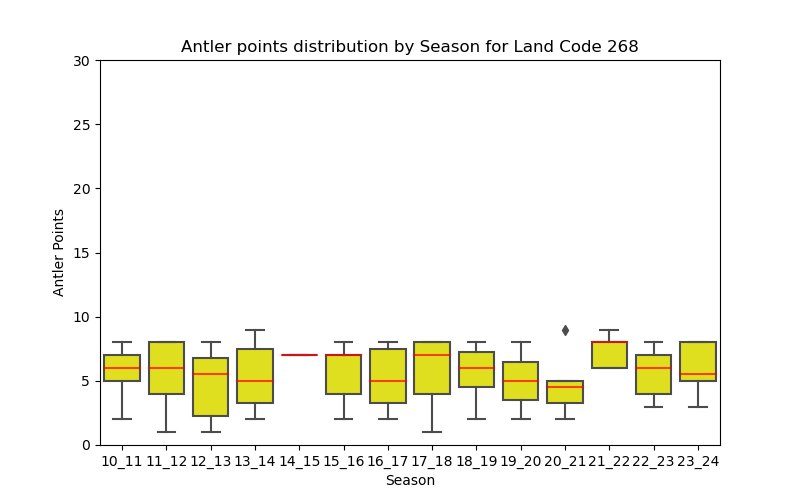 Antler points distribution by Season for Land Code 268
30
25
20
15
10
5
0
Antler Points
10_11 11_12 12_13 13_14 14_15 15_16 16_17 17_18 18_19 19_20 20_21 21_22 22_23 23_24
Season